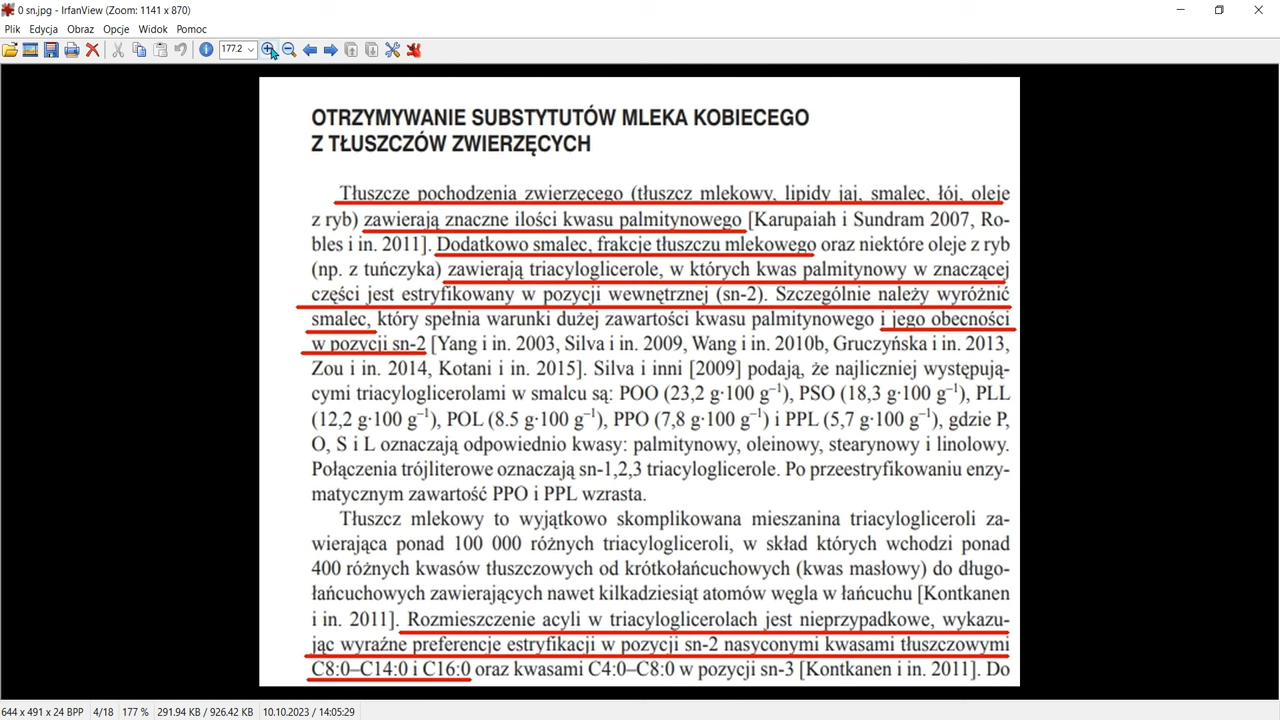 0 sn.jpg - IrfanView (Zoom: 1141 x 870)
Plik Edycja Obraz Opcje Widok Pomoc
177.2
OTRZYMYWANIE SUBSTYTUTÓW MLEKA KOBIECEGO
Z TŁUSZCZÓW ZWIERZĘCYCH
Tłuszcze pochodzenia zwierzęcego (tłuszcz mlekowy, lipidy jaj, smalec, łój, oleje
z ryb) zawierają znaczne ilości kwasu palmitynowego [Karupaiah i Sundram 2007, Ro-
bles i in. 2011]. Dodatkowo smalec, frakcje tłuszczu mlekowego oraz niektóre oleje z ryb
(np. z tuńczyka) zawierają triacyloglicerole, w których kwas palmitynowy w znaczącej
części jest estryfikowany w pozycji wewnętrznej (sn-2). Szczególnie należy wyróżnić
smalec, który spełnia warunki dużej zawartości kwasu palmitynowego i jego obecności
w pozycji sn-2 [Yang i in. 2003, Silva i in. 2009, Wang i in. 2010b, Gruczyńska i in. 2013,
Zou i in. 2014, Kotani i in. 2015]. Silva i inni [2009] podają, że najliczniej występują-
cymi triacyloglicerolami w smalcu są: POO (23,2 g·100 g⁻¹), PSO (18,3 g·100 g⁻¹), PLL
(12,2 g·100 g⁻¹), POL (8.5 g·100 g⁻¹), PPO (7,8 g·100 g⁻¹) i PPL (5,7 g·100 g⁻¹), gdzie P,
O, S i L oznaczają odpowiednio kwasy: palmitynowy, oleinowy, stearynowy i linolowy.
Połączenia trójliterowe oznaczają sn-1,2,3 triacyloglicerole. Po przeestryfikowaniu enzy-
matycznym zawartość PPO i PPL wzrasta.
Tłuszcz mlekowy to wyjątkowo skomplikowana mieszanina triacylogliceroli za-
wierająca ponad 100 000 różnych triacylogliceroli, w skład których wchodzi ponad
400 różnych kwasów tłuszczowych od krótkołańcuchowych (kwas masłowy) do długo-
łańcuchowych zawierających nawet kilkadziesiąt atomów węgla w łańcuchu [Kontkanen
i in. 2011]. Rozmieszczenie acyli w triacyloglicerolach jest nieprzypadkowe, wykazu-
jąc wyraźne preferencje estryfikacji w pozycji sn-2 nasyconymi kwasami tłuszczowymi
C8:0–C14:0 i C16:0 oraz kwasami C4:0–C8:0 w pozycji sn-3 [Kontkanen i in. 2011]. Do
644 x 491 x 24 BPP 4/18 177 % 291.94 KB / 926.42 KB 10.10.2023 / 14:05:29